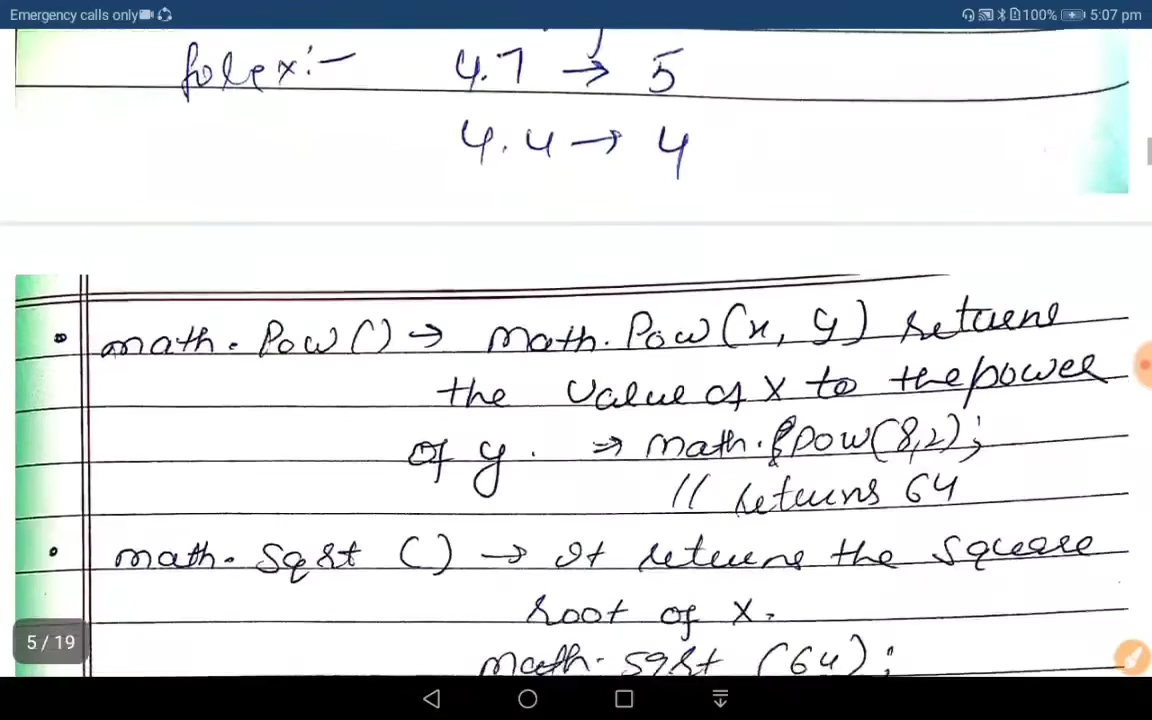 Emergency calls only 100% 5:07 pm
for ex:- 4.7 → 5
4.4 → 4
• math. Pow () → math. Pow (x, y) returns
the value of x to the power
of y. ⇒ math. pow(8,2);
// returns 64
• math. Sqrt () → It returns the square
root of x.
math. sqrt (64);
5 / 19